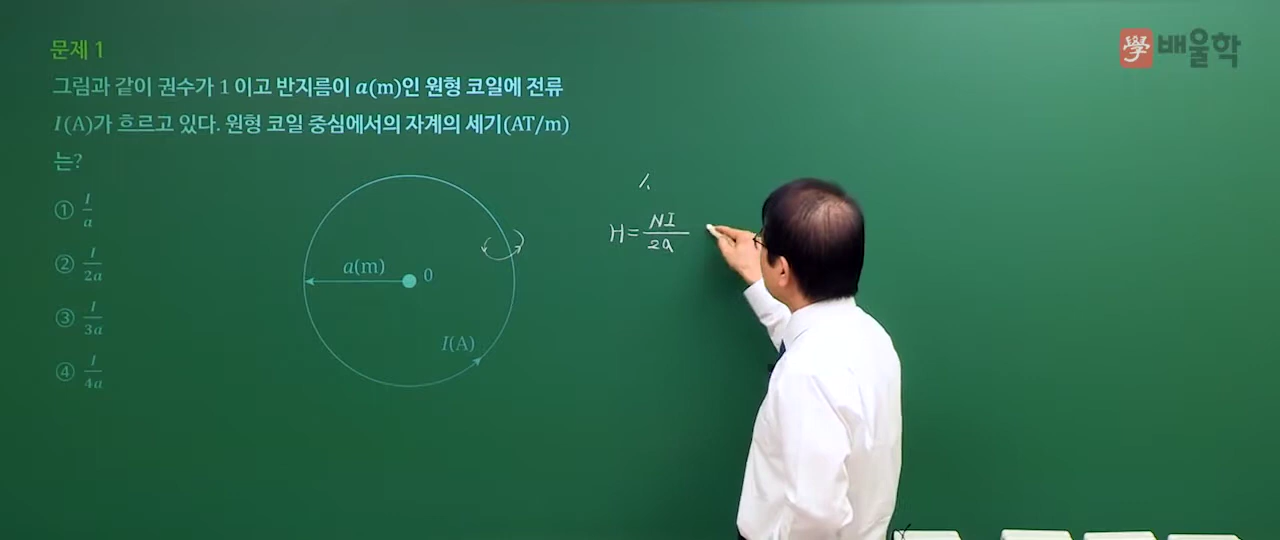 문제 1
그림과 같이 권수가 1 이고 반지름이 a(m)인 원형 코일에 전류
I(A)가 흐르고 있다. 원형 코일 중심에서의 자계의 세기(AT/m)
는?
① I/a
② I/2a
③ I/3a
④ I/4a
a(m)
0
I(A)
H= NI/2a
學 배울학